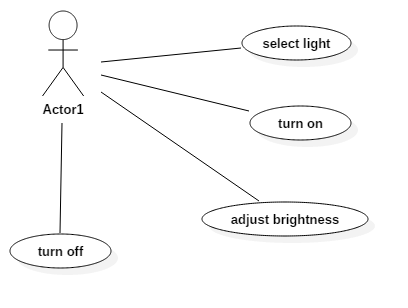 select light
Actor1
turn on
adjust brightness
turn off